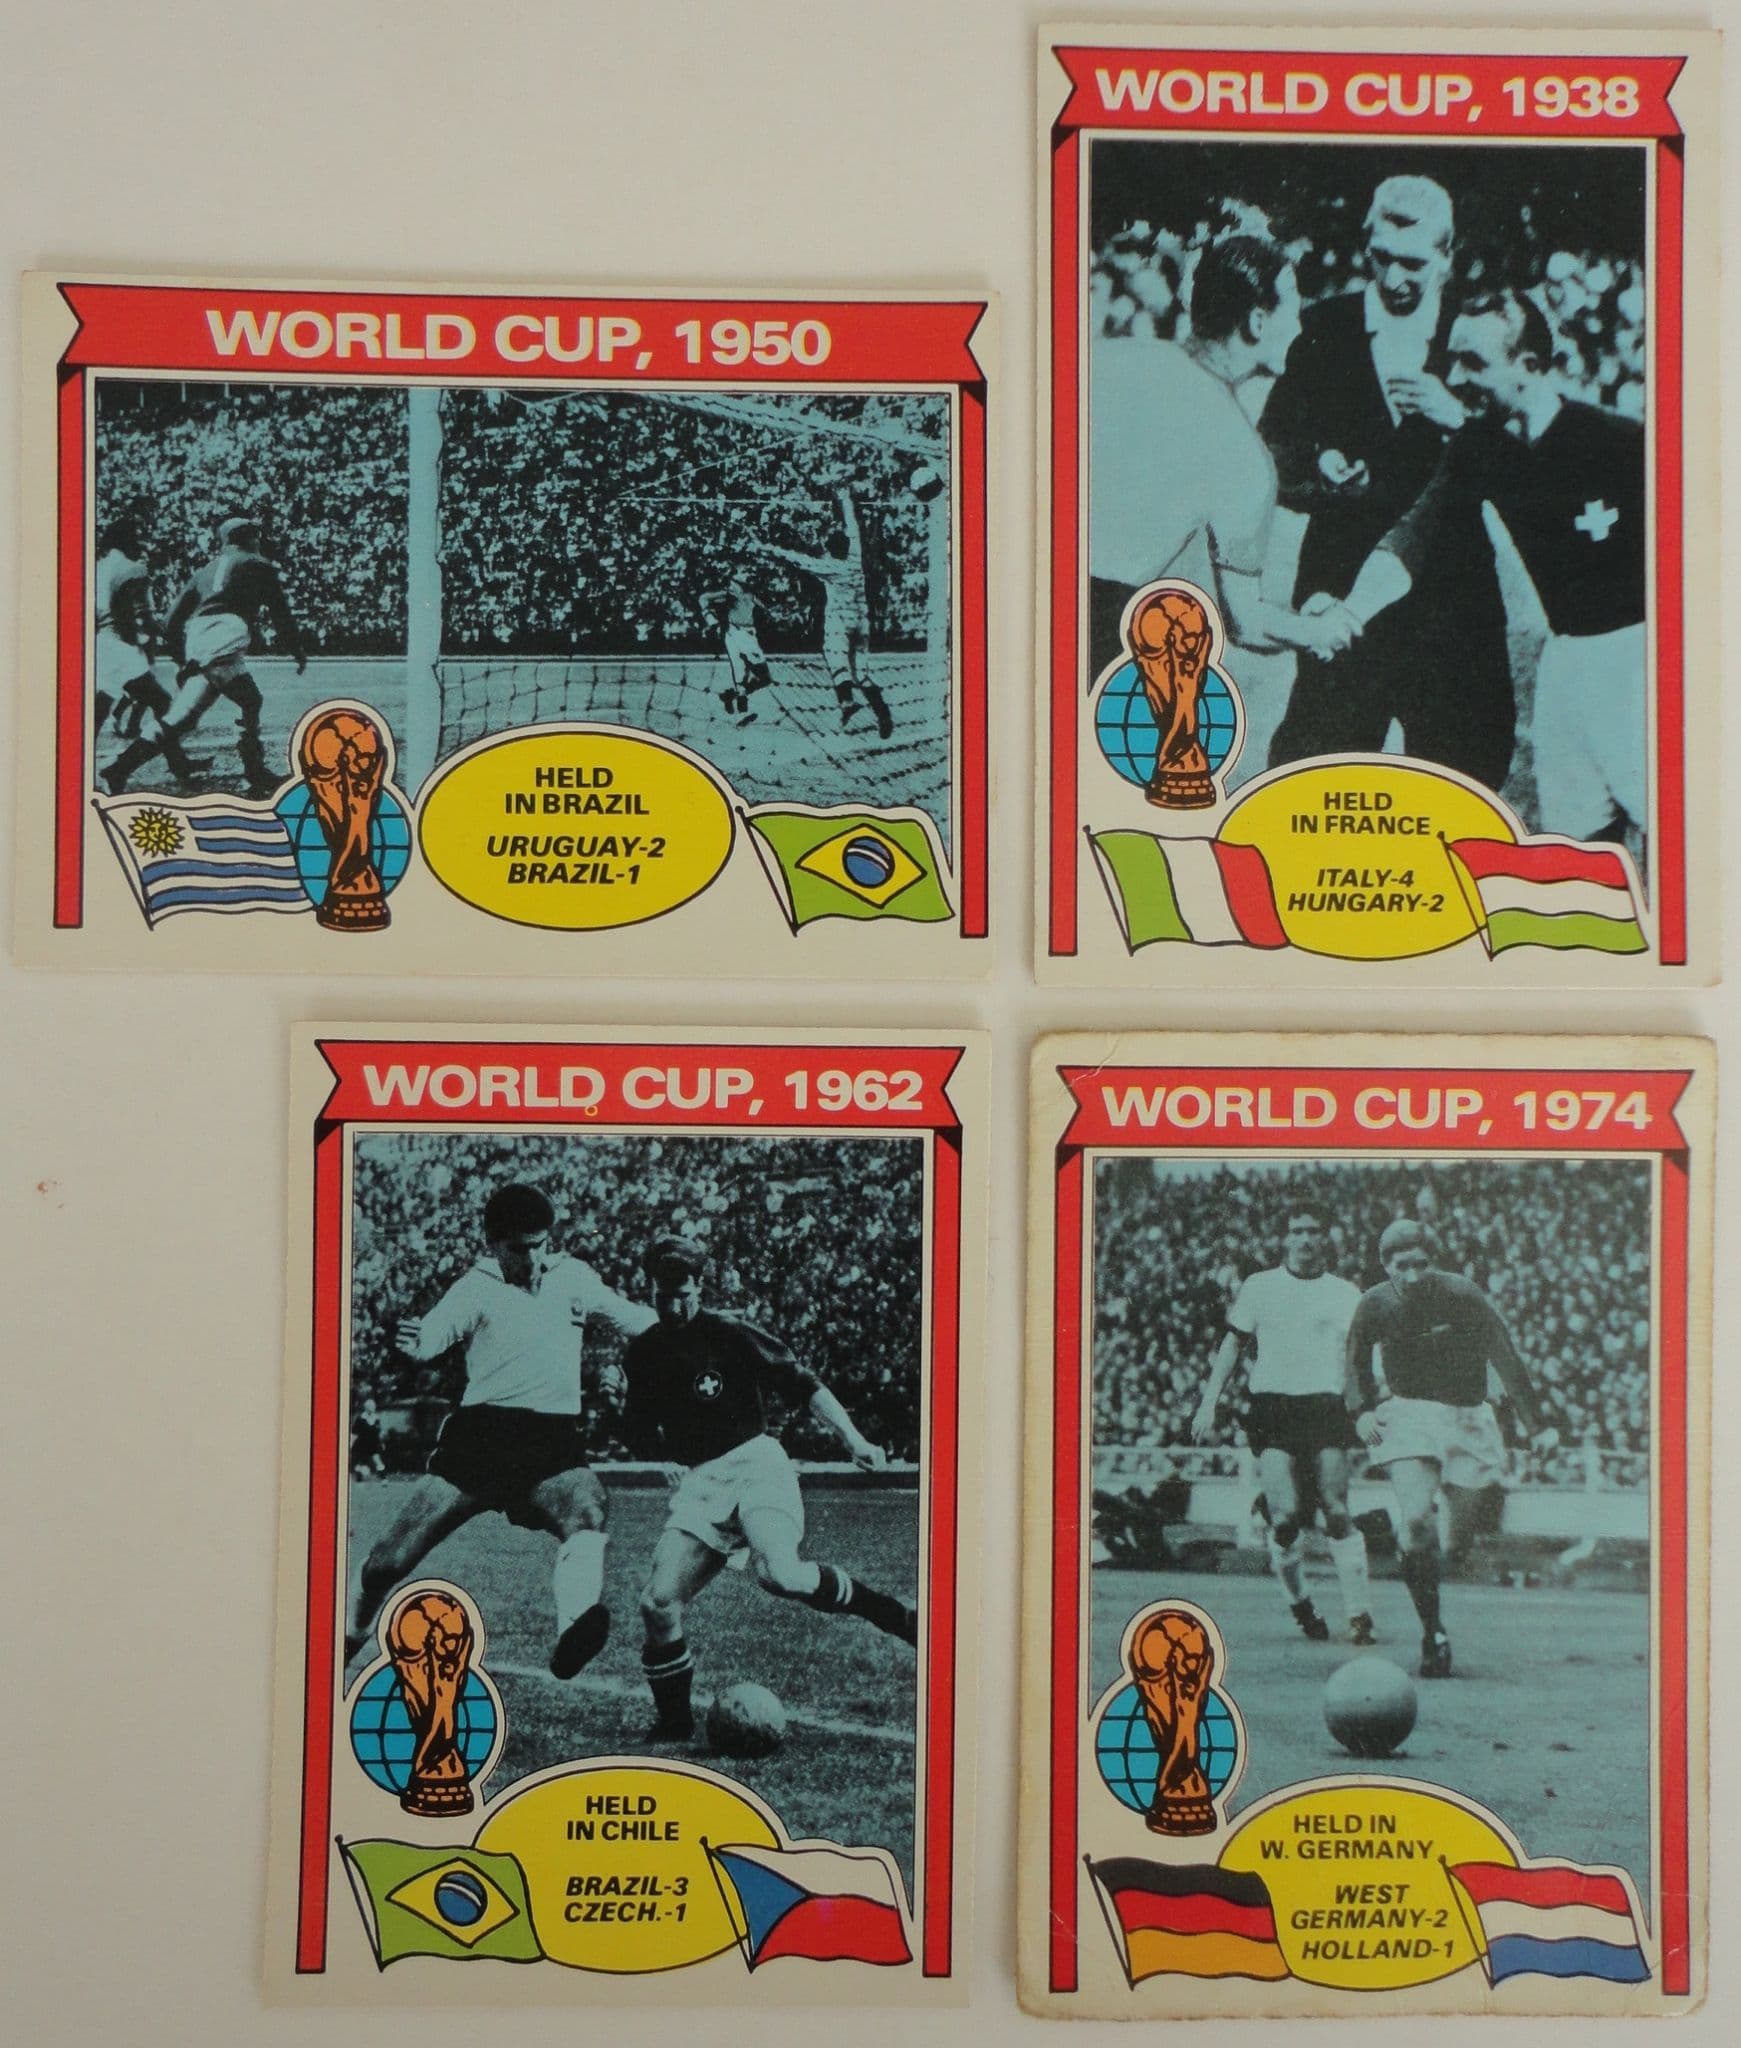 WORLD CUP, 1950
HELD
IN BRAZIL
URUGUAY-2
BRAZIL-1
WORLD CUP, 1938
HELD
IN FRANCE
ITALY-4
HUNGARY-2
WORLD CUP, 1962
HELD
IN CHILE
BRAZIL-3
CZECH.-1
WORLD CUP, 1974
HELD IN
W. GERMANY
WEST
GERMANY-2
HOLLAND-1